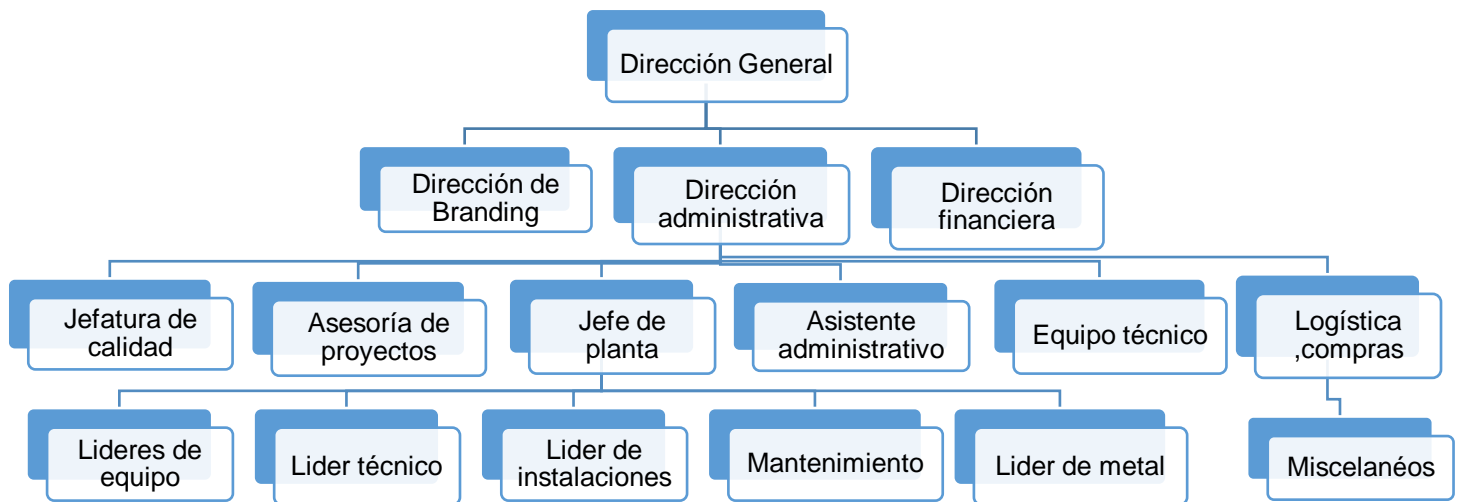 Dirección General
Dirección de
Branding
Dirección
administrativa
Dirección
financiera
Jefatura de
calidad
Asesoría de
proyectos
Jefe de
planta
Asistente
administrativo
Equipo técnico
Logística
,compras
Lideres de
equipo
Lider técnico
Lider de
instalaciones
Mantenimiento
Lider de metal
Miscelanéos